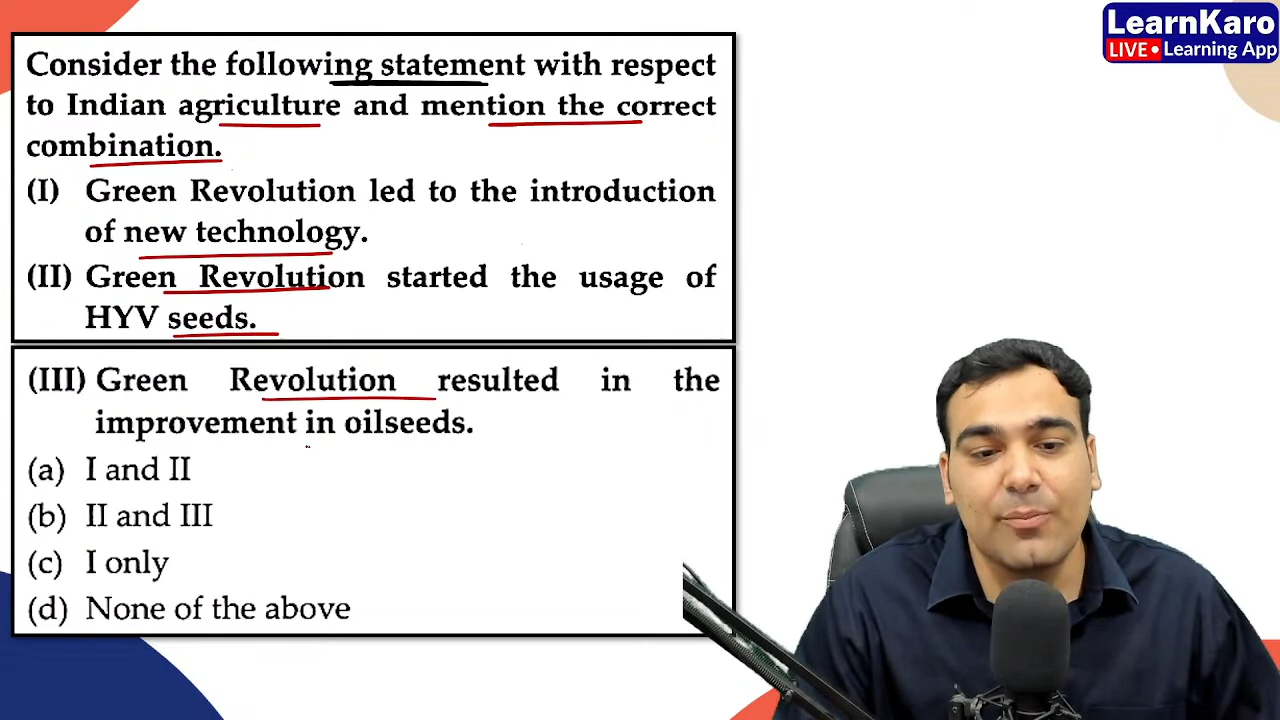 LearnKaro
LIVE • Learning App
Consider the following statement with respect
to Indian agriculture and mention the correct
combination.
(I) Green Revolution led to the introduction
of new technology.
(II) Green Revolution started the usage of
HYV seeds.
(III) Green Revolution resulted in the
improvement in oilseeds.
(a) I and II
(b) II and III
(c) I only
(d) None of the above